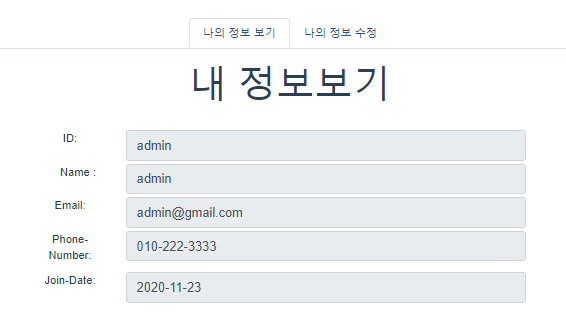 나의 정보 보기 나의 정보 수정
내 정보보기
ID: admin
Name : admin
Email: admin@gmail.com
Phone-
Number: 010-222-3333
Join-Date: 2020-11-23